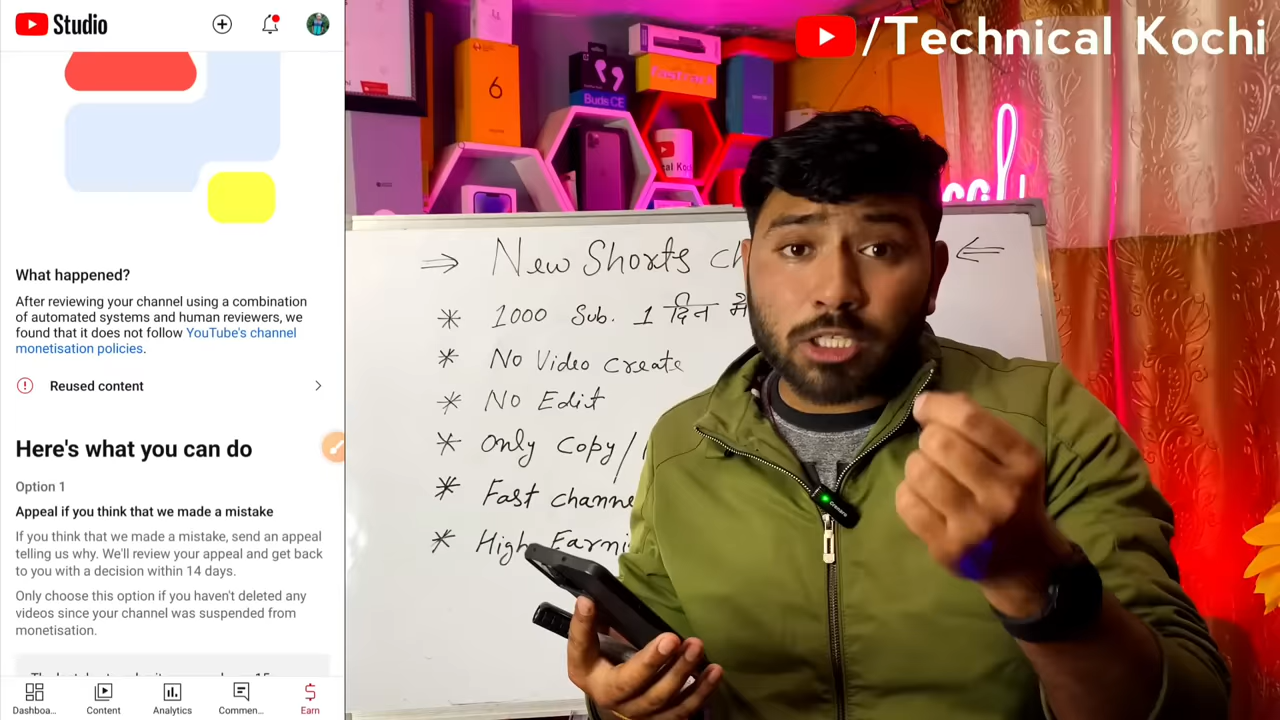 Studio
What happened?
After reviewing your channel using a combination
of automated systems and human reviewers, we
found that it does not follow YouTube's channel
monetisation policies.
Reused content
Here's what you can do
Option 1
Appeal if you think that we made a mistake
If you think that we made a mistake, send an appeal
telling us why. We'll review your appeal and get back
to you with a decision within 14 days.
Only choose this option if you haven't deleted any
videos since your channel was suspended from
monetisation.
Dashboa...
Content
Analytics
Commen...
Earn
/Technical Kochi
6
Buds CE
fastrack
⇒ New Shorts ⇐
* 1000 Sub. 1 दिन में
* No Video Create
* No Edit
* Only Copy/
* Fast
* High